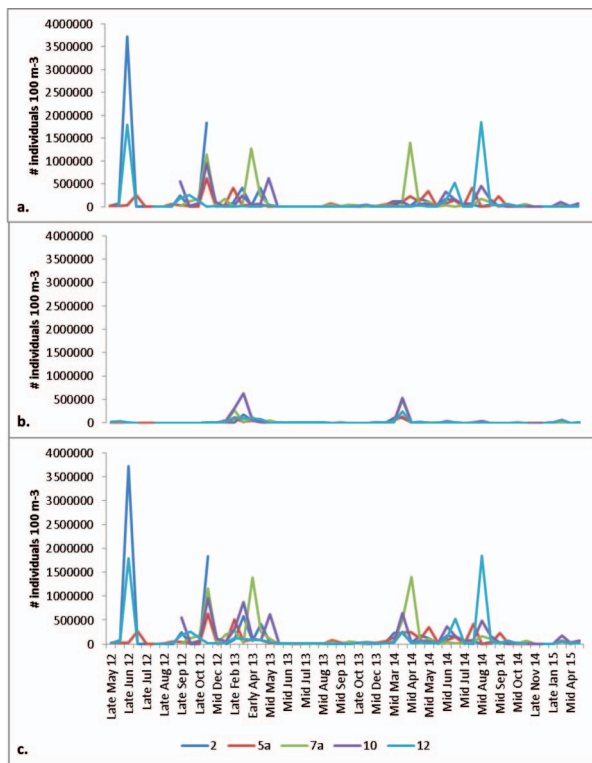 4000000
3500000
3000000
2500000
2000000
1500000
1000000
500000
0
# individuals 100 m-3
a.
4000000
3500000
3000000
2500000
2000000
1500000
1000000
500000
0
# individuals 100 m-3
b.
4000000
3500000
3000000
2500000
2000000
1500000
1000000
500000
0
# individuals 100 m-3
Late May 12
Late Jun 12
Late Jul 12
Late Aug 12
Late Sep 12
Late Oct 12
Mid Dec 12
Late Feb 13
Early Apr 13
Mid May 13
Mid Jun 13
Mid Jul 13
Mid Aug 13
Mid Sep 13
Late Oct 13
Mid Dec 13
Mid Mar 14
Mid Apr 14
Mid May 14
Mid Jun 14
Mid Jul 14
Mid Aug 14
Mid Sep 14
Mid Oct 14
Late Nov 14
Late Jan 15
Mid Apr 15
c.
2 5a 7a 10 12